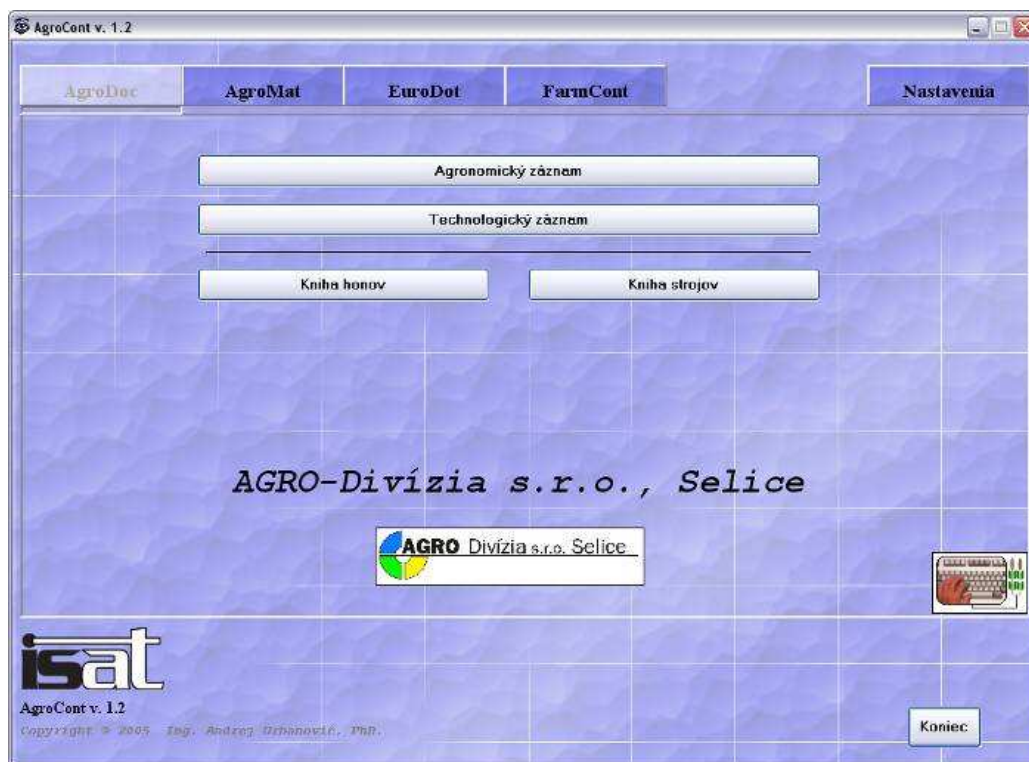 AgroCont v. 1.2
AgroDoc AgroMat EuroDot FarmCont Nastavenia
Agronomický záznam
Technologický záznam
Kniha honov Kniha strojov
AGRO-Divízia s.r.o., Selice
AGRO Divízia s.r.o. Selice
isat
AgroCont v. 1.2
Copyright © 2005 Ing. Andrej Urbanovič, PhD.
Koniec